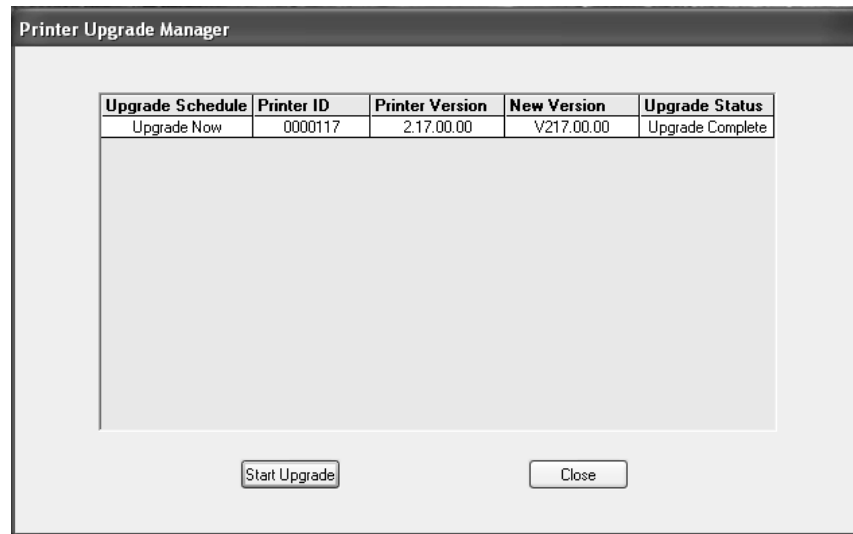 Printer Upgrade Manager
Upgrade Schedule Printer ID Printer Version New Version Upgrade Status
Upgrade Now 0000117 2.17.00.00 V217.00.00 Upgrade Complete
Start Upgrade Close